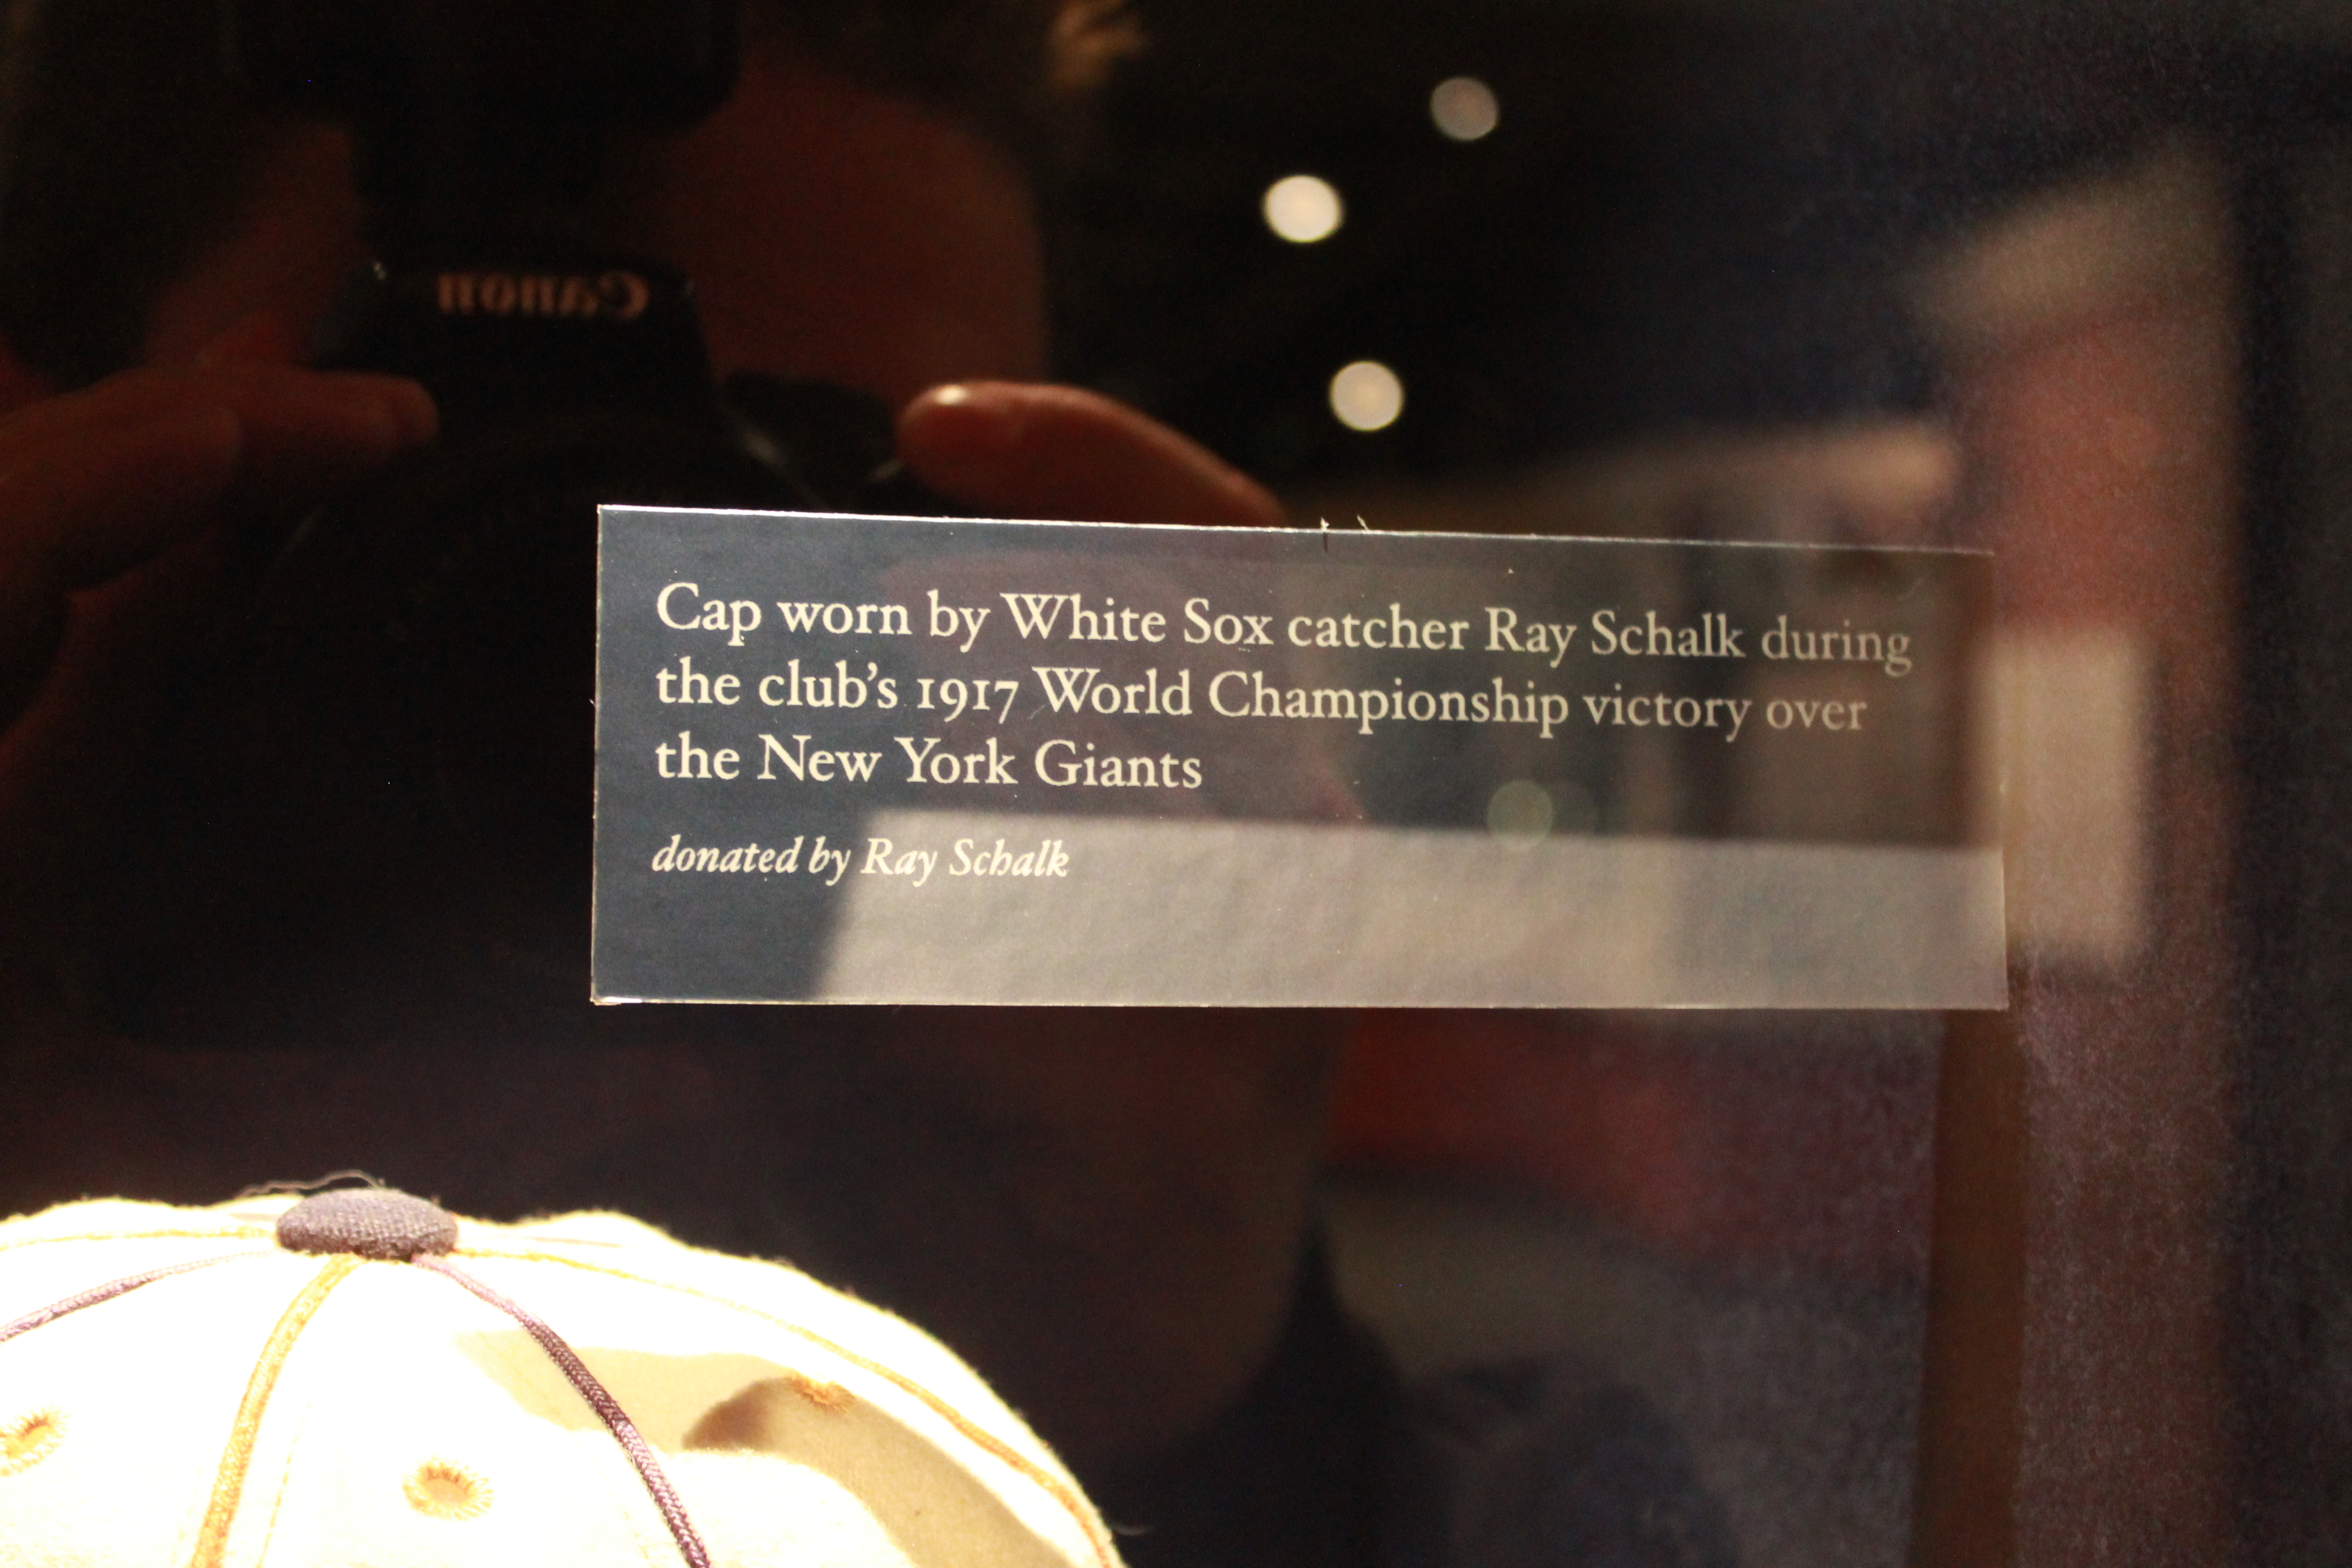 Canon
Cap worn by White Sox catcher Ray Schalk during
the club's 1917 World Championship victory over
the New York Giants
donated by Ray Schalk